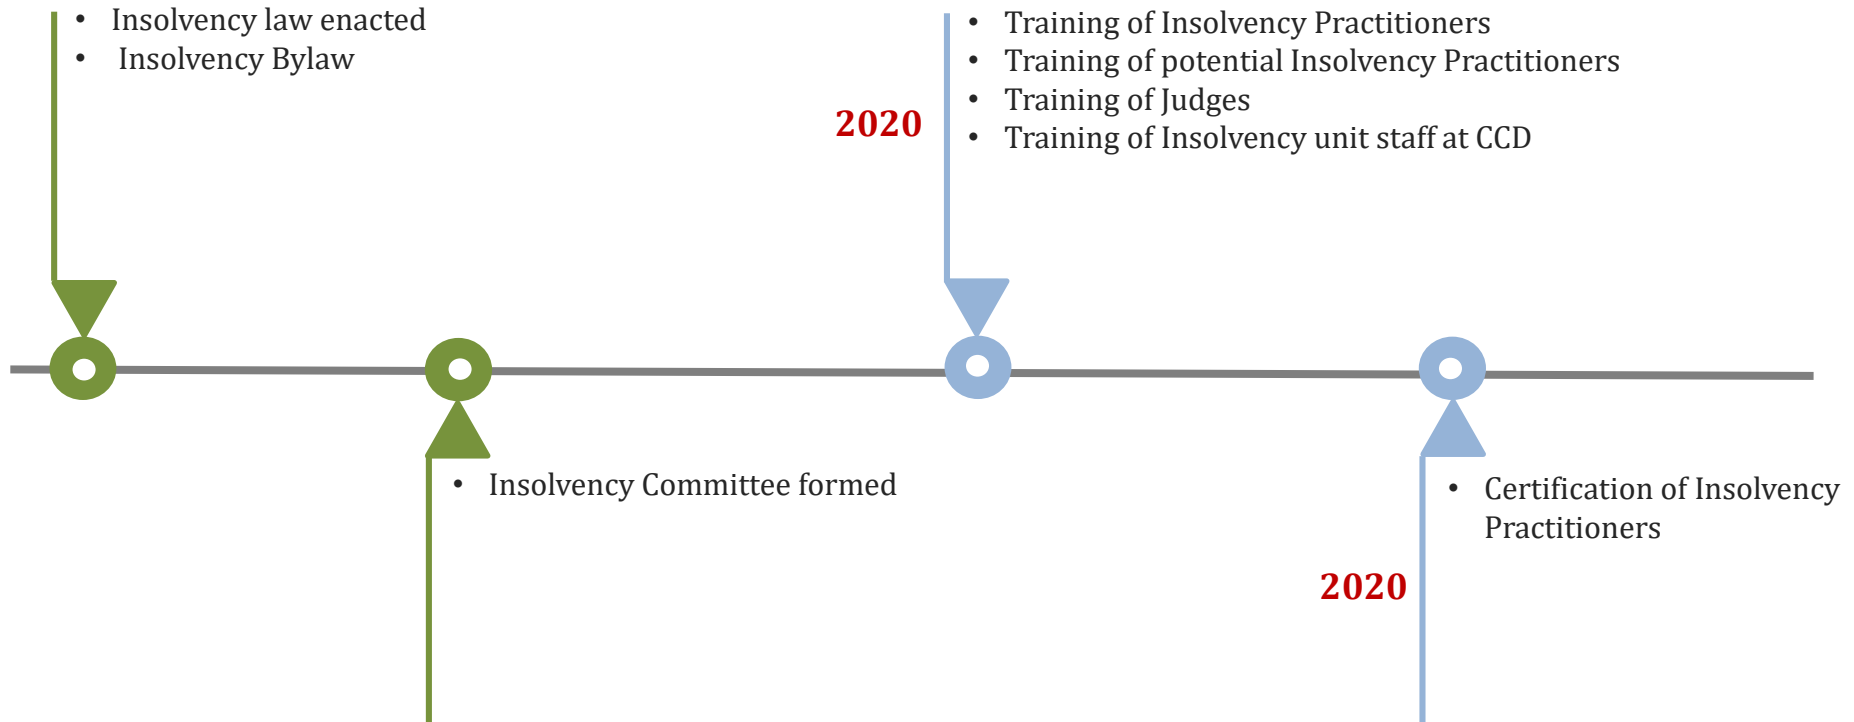 • Insolvency law enacted
• Insolvency Bylaw
2020
• Training of Insolvency Practitioners
• Training of potential Insolvency Practitioners
• Training of Judges
• Training of Insolvency unit staff at CCD
• Insolvency Committee formed
• Certification of Insolvency
Practitioners
2020